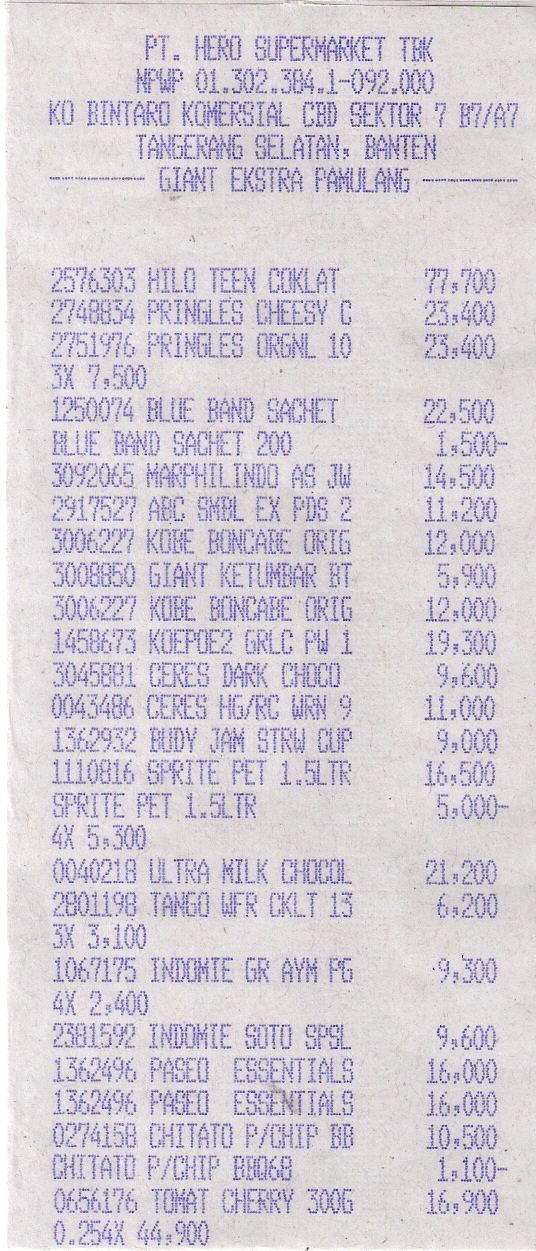 PT. HERO SUPERMARKET TBK
NPWP 01.302.384.1-092.000
KO BINTARO KOMERSIAL CBD SEKTOR 7 B7/A7
TANGERANG SELATAN, BANTEN
---------- GIANT EKSTRA PAMULANG ----------
2576303 HILO TEEN COKLAT 77,700
2748834 PRINGLES CHEESY C 23,400
2751976 PRINGLES ORGNL 10 23,400
3X 7,500
1250074 BLUE BAND SACHET 22,500
BLUE BAND SACHET 200 1,500-
3092065 MARPHILINDO AS JW 14,500
2917527 ABC SMBL EX PDS 2 11,200
3006227 KOBE BONCABE ORIG 12,000
3008850 GIANT KETUMBAR BT 5,900
3006227 KOBE BONCABE ORIG 12,000
1458673 KOEPOE2 GRLC PW 1 19,300
3045881 CERES DARK CHOCO 9,600
0043486 CERES HG/RC WRN 9 11,000
1362932 BUDY JAM STRW CUP 9,000
1110816 SPRITE PET 1.5LTR 16,500
SPRITE PET 1.5LTR 5,000-
4X 5,300
0040218 ULTRA MILK CHOCOL 21,200
2801198 TANGO WFR CKLT 13 6,200
3X 3,100
1067175 INDOMIE GR AYM PG 9,300
4X 2,400
2381592 INDOMIE SOTO SPSL 9,600
1362496 PASEO ESSENTIALS 16,000
1362496 PASEO ESSENTIALS 16,000
0274158 CHITATO P/CHIP BB 10,500
CHITATO P/CHIP BBQ68 1,100-
0656176 TOMAT CHERRY 300G 16,900
0.254X 44,900